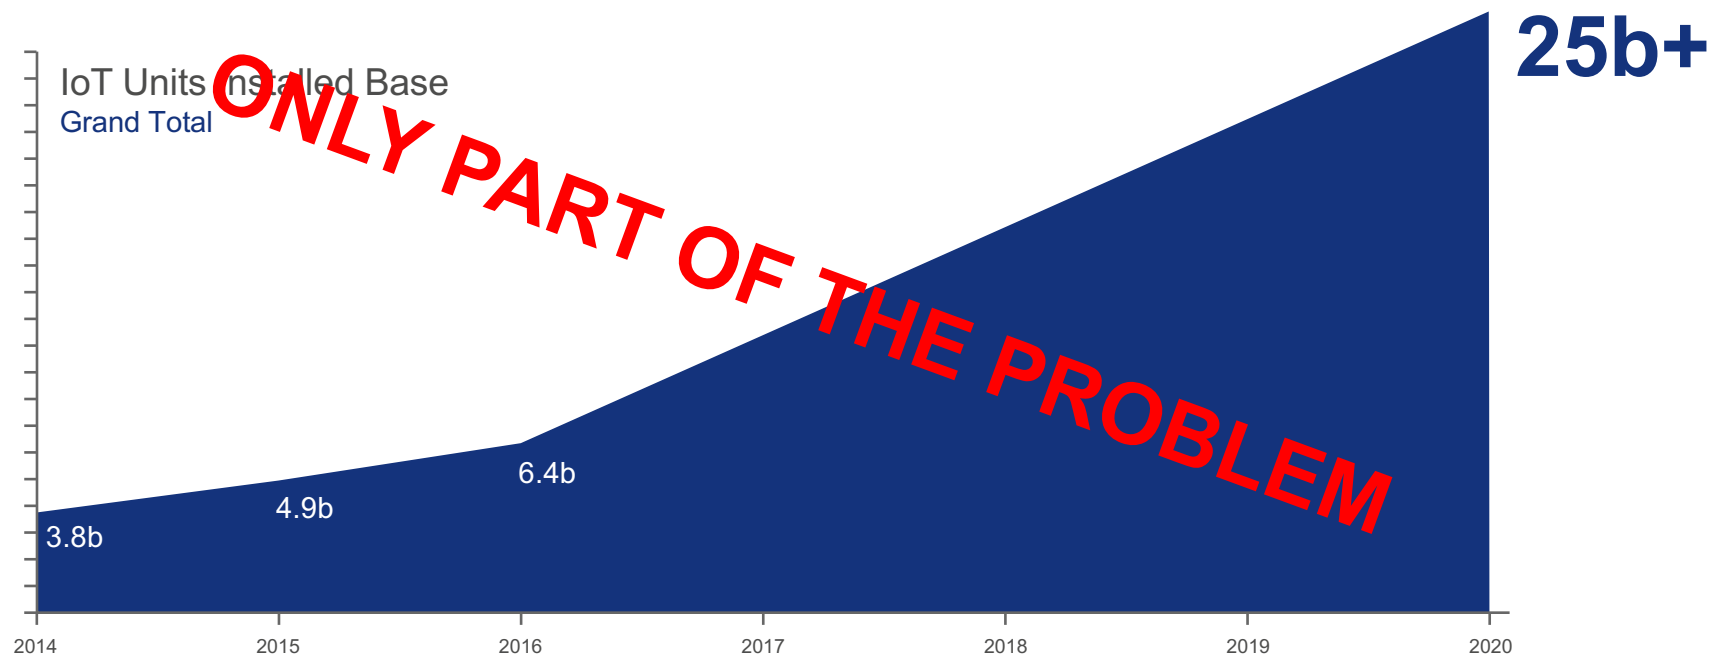 25b+
IoT Units Installed Base
Grand Total
ONLY PART OF THE PROBLEM
6.4b
4.9b
3.8b
2014 2015 2016 2017 2018 2019 2020